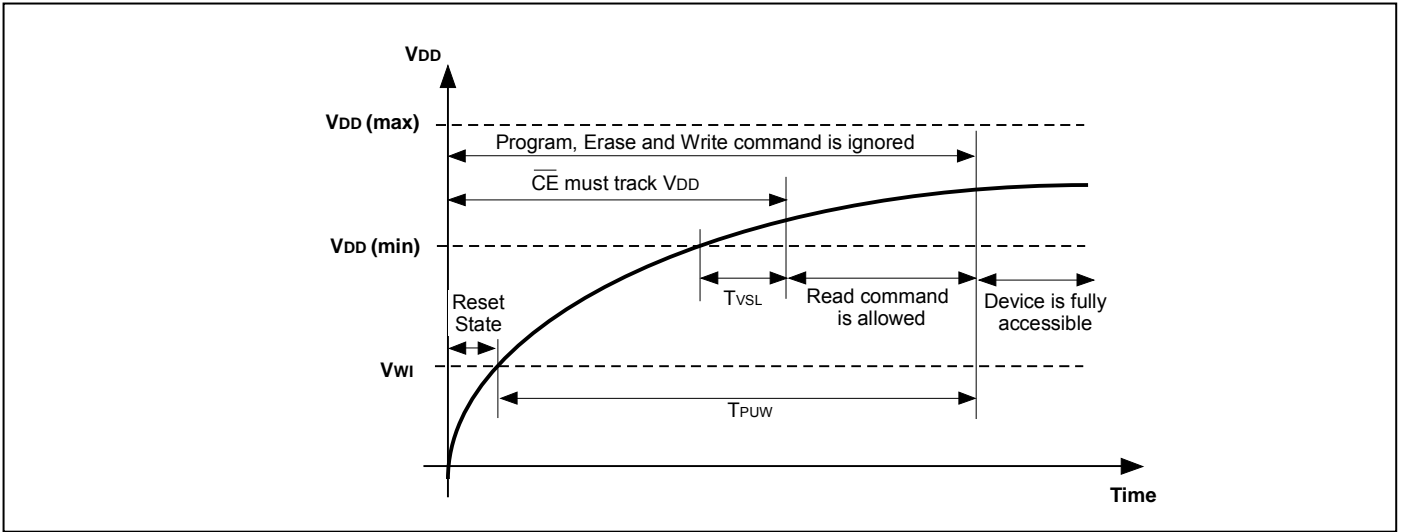 VDD
VDD (max)
Program, Erase and Write command is ignored
CE must track VDD
VDD (min)
TVSL
Read command
is allowed
Device is fully
accessible
Reset
State
VWI
TPUW
Time